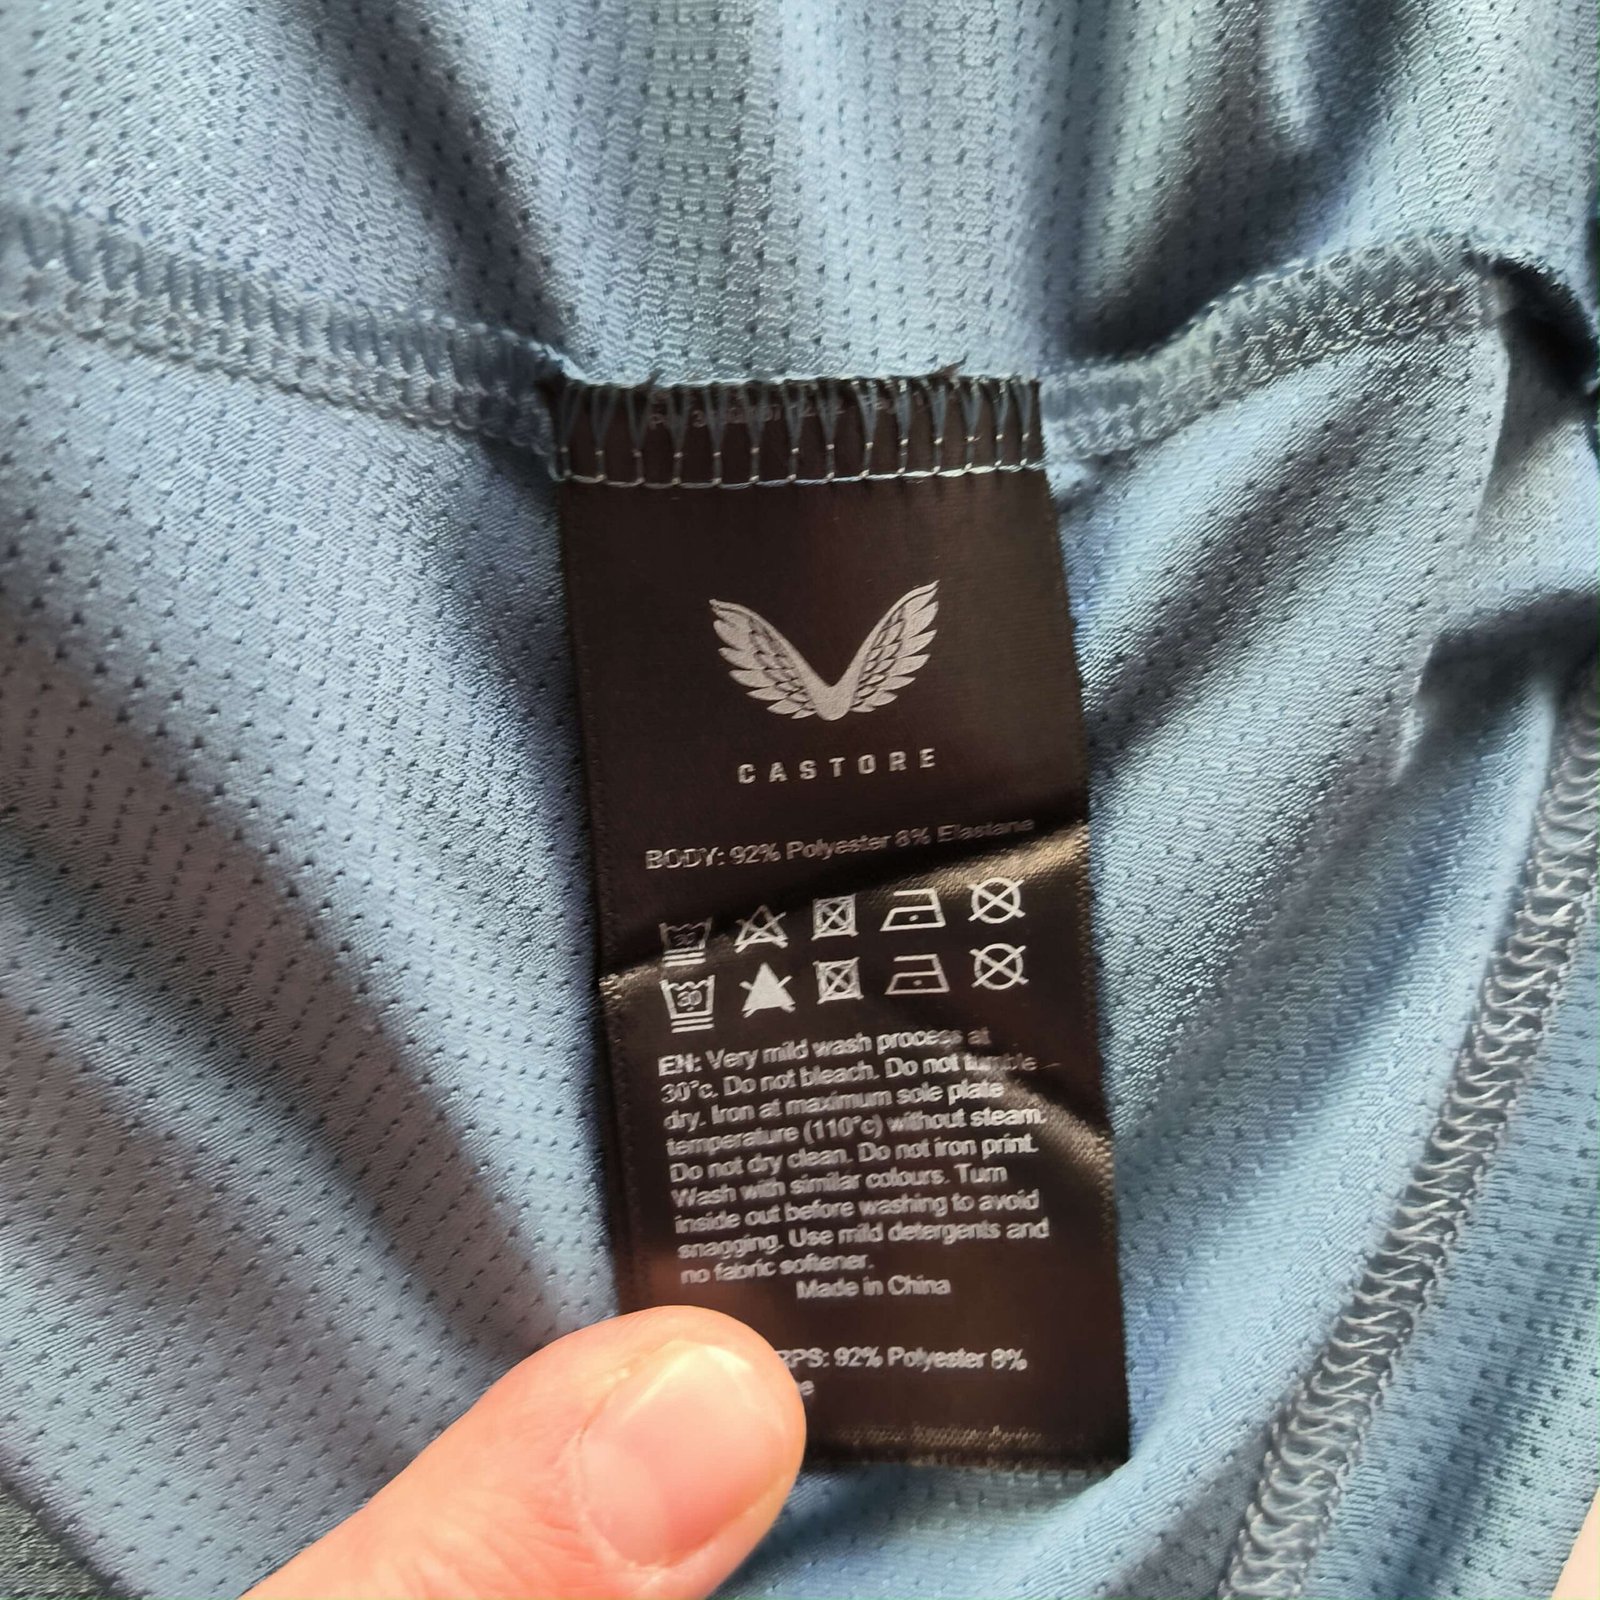 CASTORE
BODY: 92% Polyester 8% Elastane
30
30
EN: Very mild wash process at
30°c. Do not bleach. Do not tumble
dry. Iron at maximum sole plate
temperature (110°c) without steam.
Do not dry clean. Do not iron print.
Wash with similar colours. Turn
inside out before washing to avoid
snagging. Use mild detergents and
no fabric softener.
Made in China
RPS: 92% Polyester 8%